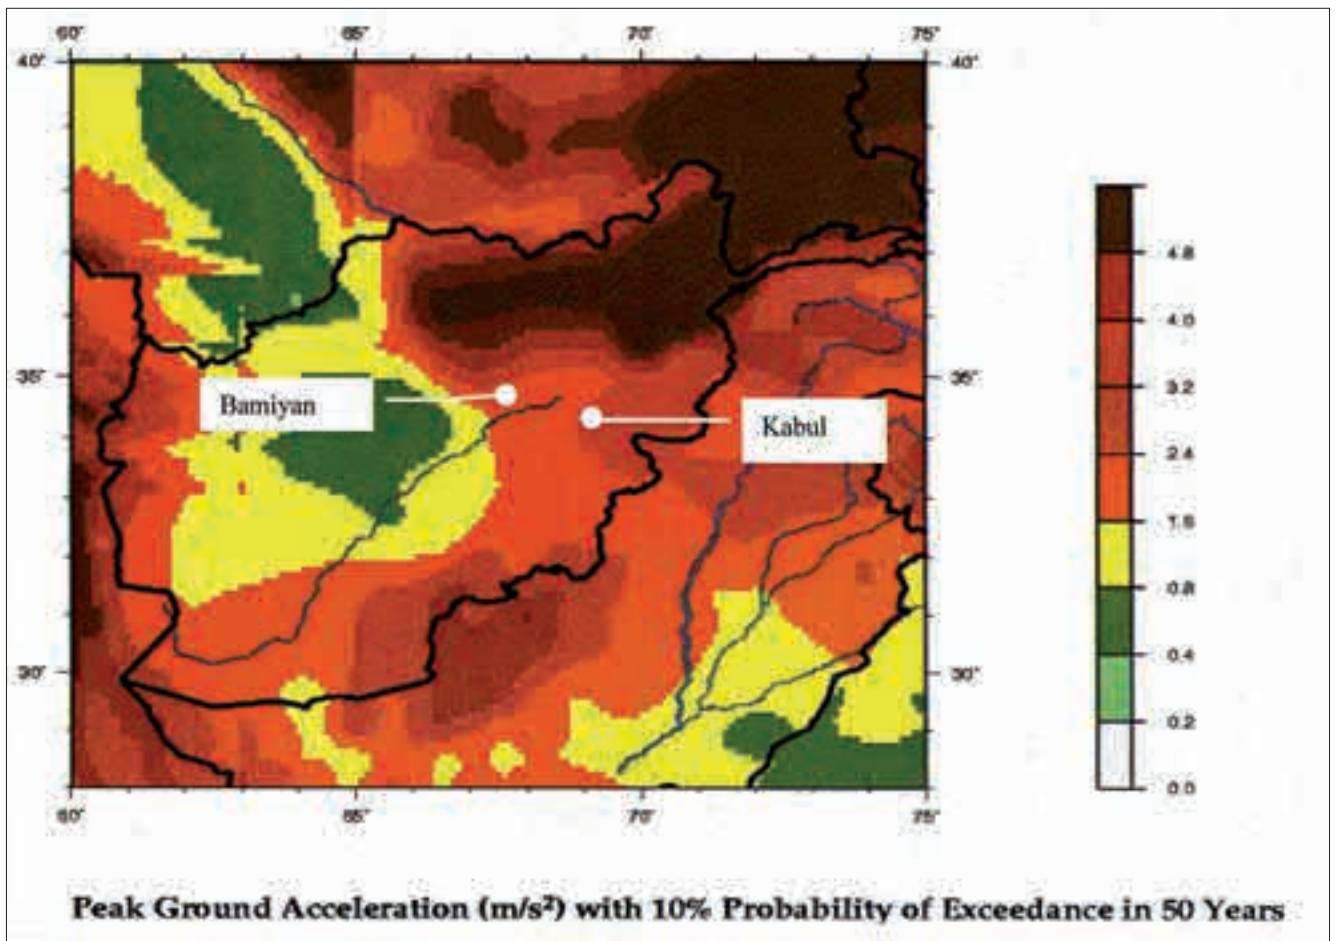 60° 65° 70° 75°
40° 40°
4.8
4.0
3.2
35° 35°
Bamiyan
Kabul
2.4
1.6
0.8
30° 0.4 30°
0.2
0.0
60° 65° 70° 75°
Peak Ground Acceleration (m/s²) with 10% Probability of Exceedance in 50 Years